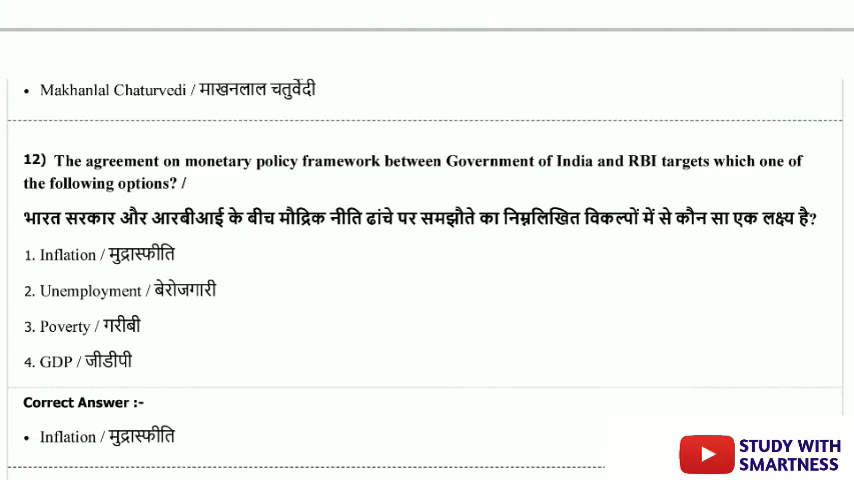 • Makhanlal Chaturvedi / माखनलाल चतुर्वेदी
12) The agreement on monetary policy framework between Government of India and RBI targets which one of
the following options? /
भारत सरकार और आरबीआई के बीच मौद्रिक नीति ढांचे पर समझौते का निम्नलिखित विकल्पों में से कौन सा एक लक्ष्य है?
1. Inflation / मुद्रास्फीति
2. Unemployment / बेरोजगारी
3. Poverty / गरीबी
4. GDP / जीडीपी
Correct Answer :-
• Inflation / मुद्रास्फीति
STUDY WITH
SMARTNESS